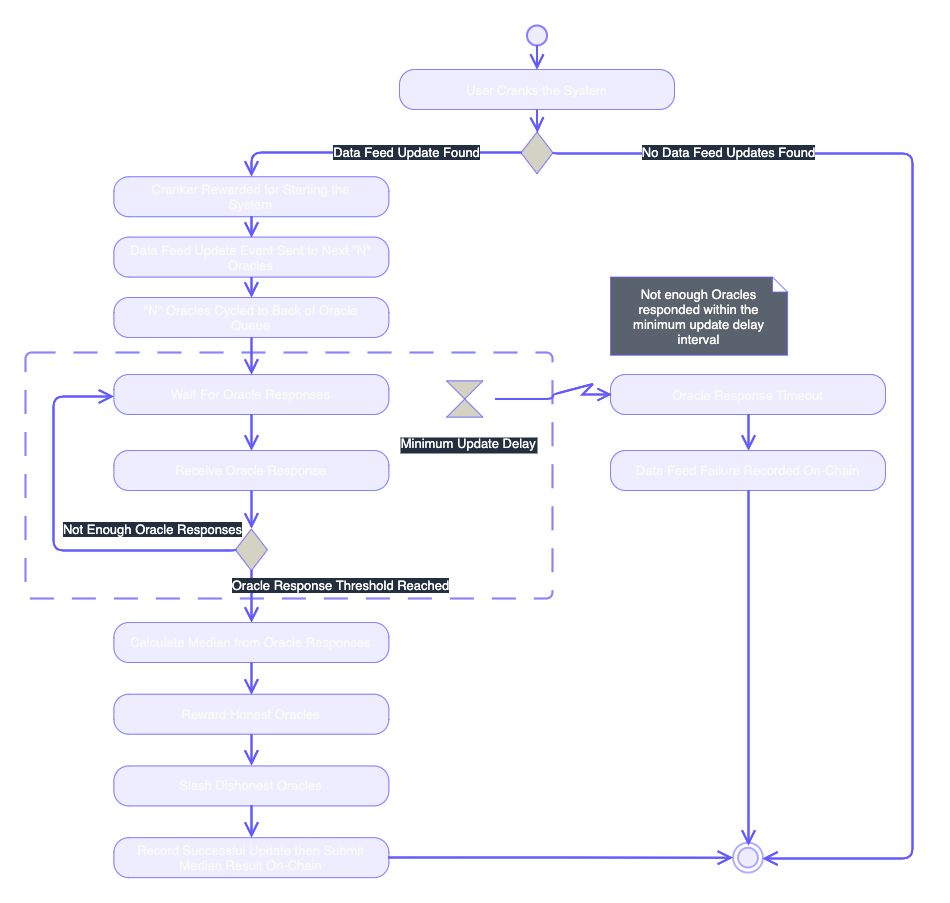 User Cranks the System
Data Feed Update Found
No Data Feed Updates Found
Cranker Rewarded for Starting the
System
Data Feed Update Event Sent to Next "N"
Oracles
"N" Oracles Cycled to Back of Oracle
Queue
Not enough Oracles
responded within the
minimum update delay
interval
Wait For Oracle Responses
Oracle Response Timeout
Minimum Update Delay
Receive Oracle Response
Data Feed Failure Recorded On-Chain
Not Enough Oracle Responses
Oracle Response Threshold Reached
Calculate Median from Oracle Responses
Reward Honest Oracles
Slash Dishonest Oracles
Record Successful Update then Submit
Median Result On-Chain